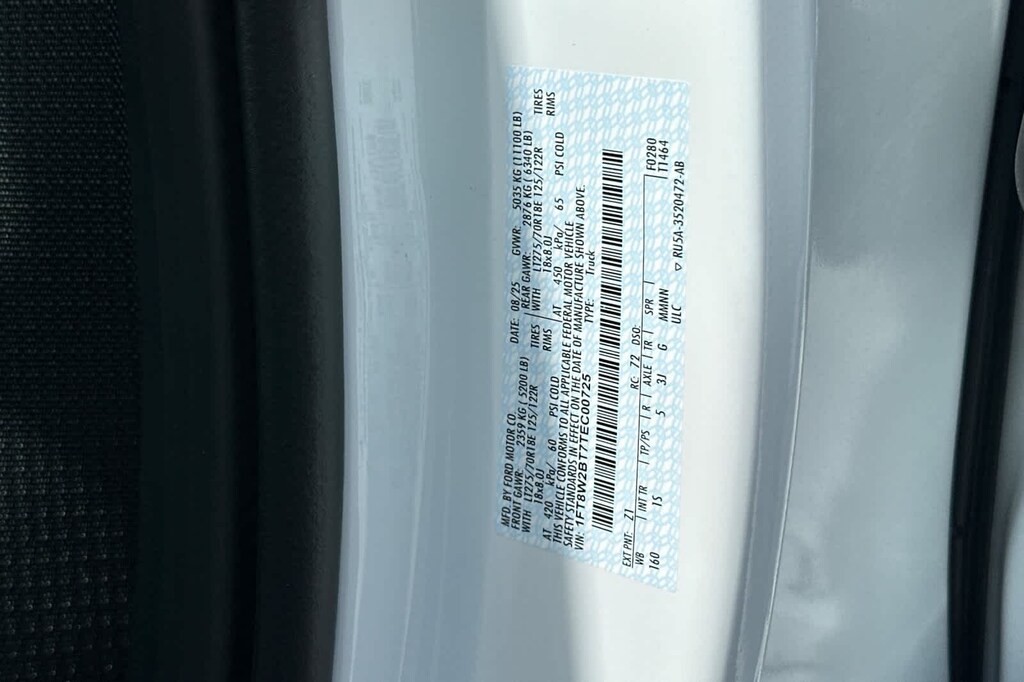 MFD. BY FORD MOTOR CO.
DATE: 08/25 GVWR: 5035 KG (11100 LB)
FRONT GAWR: 2359 KG (5200 LB)
REAR GAWR: 2876 KG (6340 LB)
WITH LT275/70R18E 125/122R TIRES
WITH LT275/70R18E 125/122R TIRES
18x8.0J RIMS
18x8.0J RIMS
AT 420 kPa/ 60 PSI COLD
AT 450 kPa/ 65 PSI COLD
THIS VEHICLE CONFORMS TO ALL APPLICABLE FEDERAL MOTOR VEHICLE
SAFETY STANDARDS IN EFFECT ON THE DATE OF MANUFACTURE SHOWN ABOVE.
VIN: 1FT8W2BT7TEC00725 TYPE: Truck
EXT PNT: Z1 RC: 72 DSO: F0280
WB INT TR TP/PS R AXLE TR SPR T1464
160 1S 5 3J G MMNN
ULC ▽ RU5A-3520472-AB